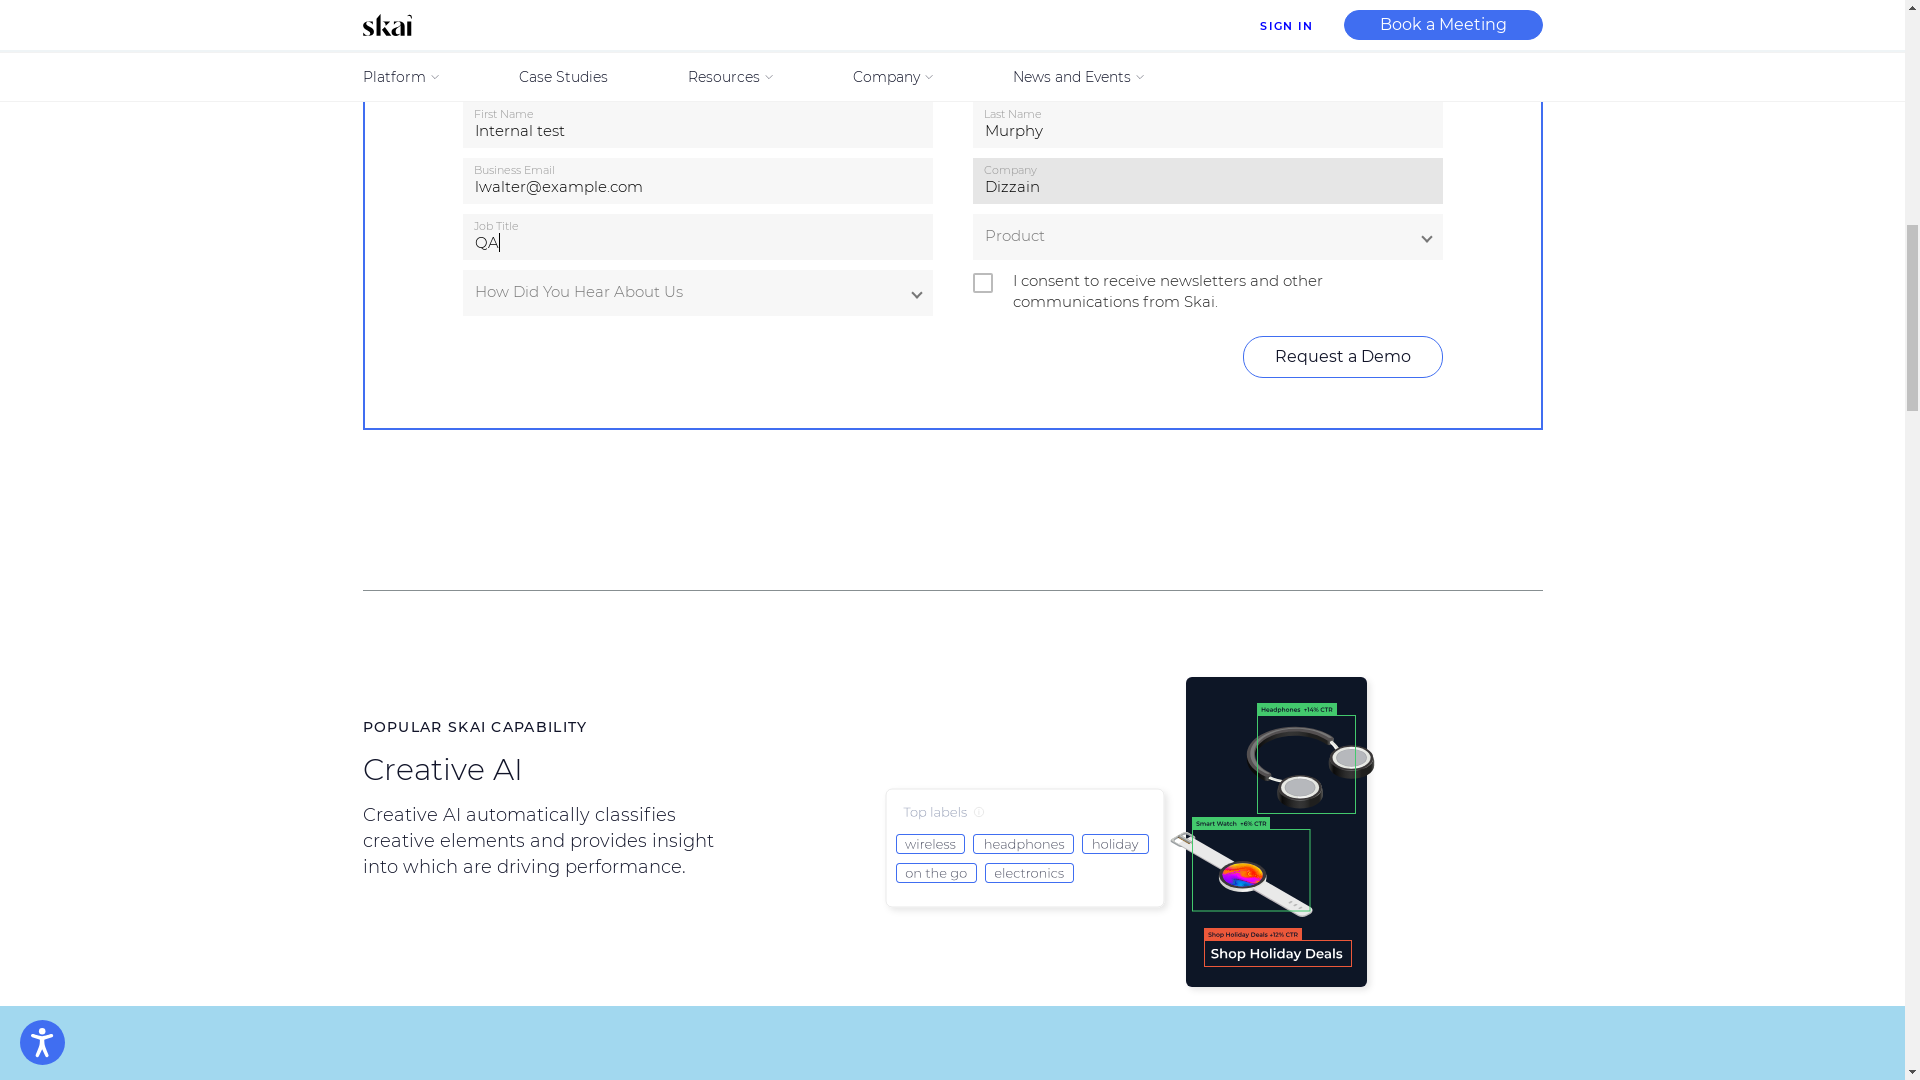 skai
SIGN IN
Book a Meeting
Platform
Case Studies
Resources
Company
News and Events
First Name
Internal test
Last Name
Murphy
Business Email
lwalter@example.com
Company
Dizzain
Job Title
QA
Product
How Did You Hear About Us
I consent to receive newsletters and other
communications from Skai.
Request a Demo
POPULAR SKAI CAPABILITY
Creative AI
Creative AI automatically classifies
creative elements and provides insight
into which are driving performance.
Top labels
wireless
headphones
holiday
on the go
electronics
Headphones +14% CTR
Smart Watch +6% CTR
Shop Holiday Deals +12% CTR
Shop Holiday Deals